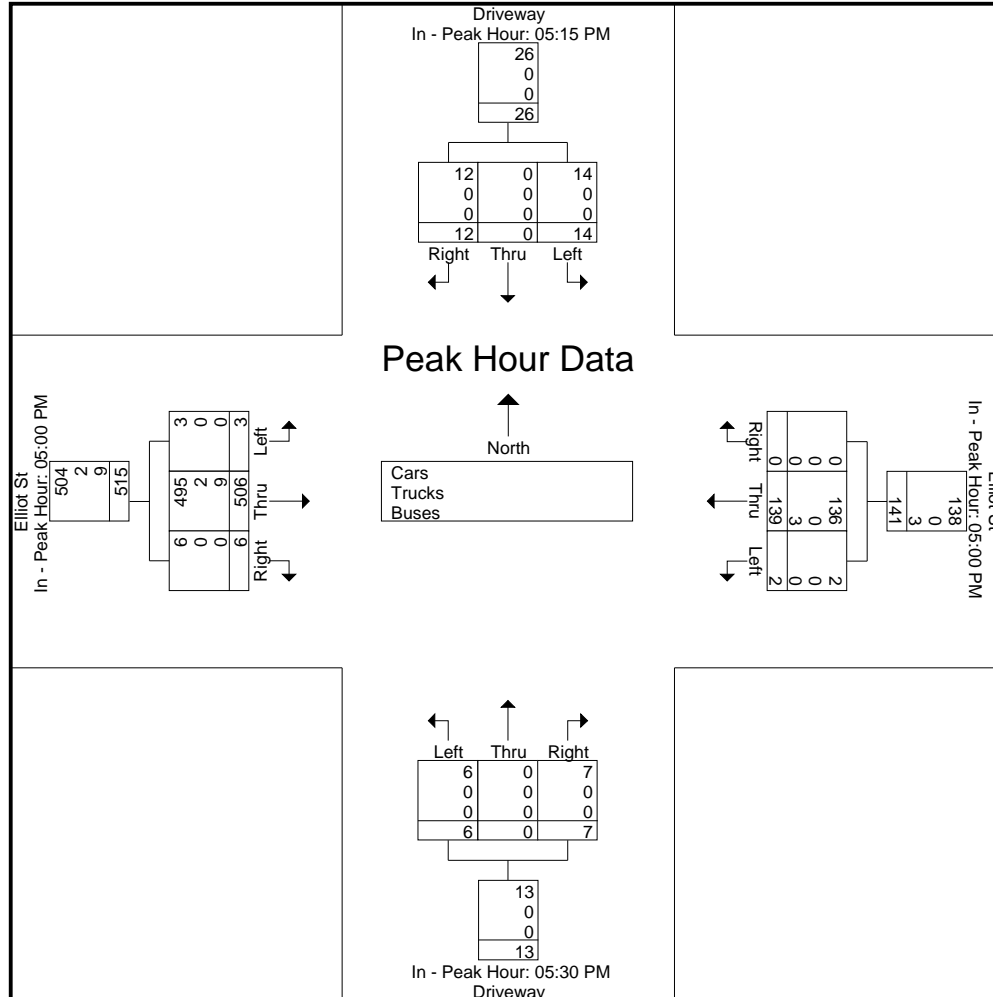 Driveway
In - Peak Hour: 05:15 PM
26
0
0
26
12 0 14
0 0 0
0 0 0
12 0 14
Right Thru Left
Peak Hour Data
North
Cars
Trucks
Buses
Elliot St
In - Peak Hour: 05:00 PM
504
2
9
515
3 0 0 3
Left
495 2 9 506
Thru
6 0 0 6
Right
In - Peak Hour: 05:00 PM
138
0
3
141
Right
0 0 0 0
Thru
139 3 0 136
Left
2 0 0 2
Left Thru Right
6 0 7
0 0 0
0 0 0
6 0 7
13
0
0
13
In - Peak Hour: 05:30 PM
Driveway